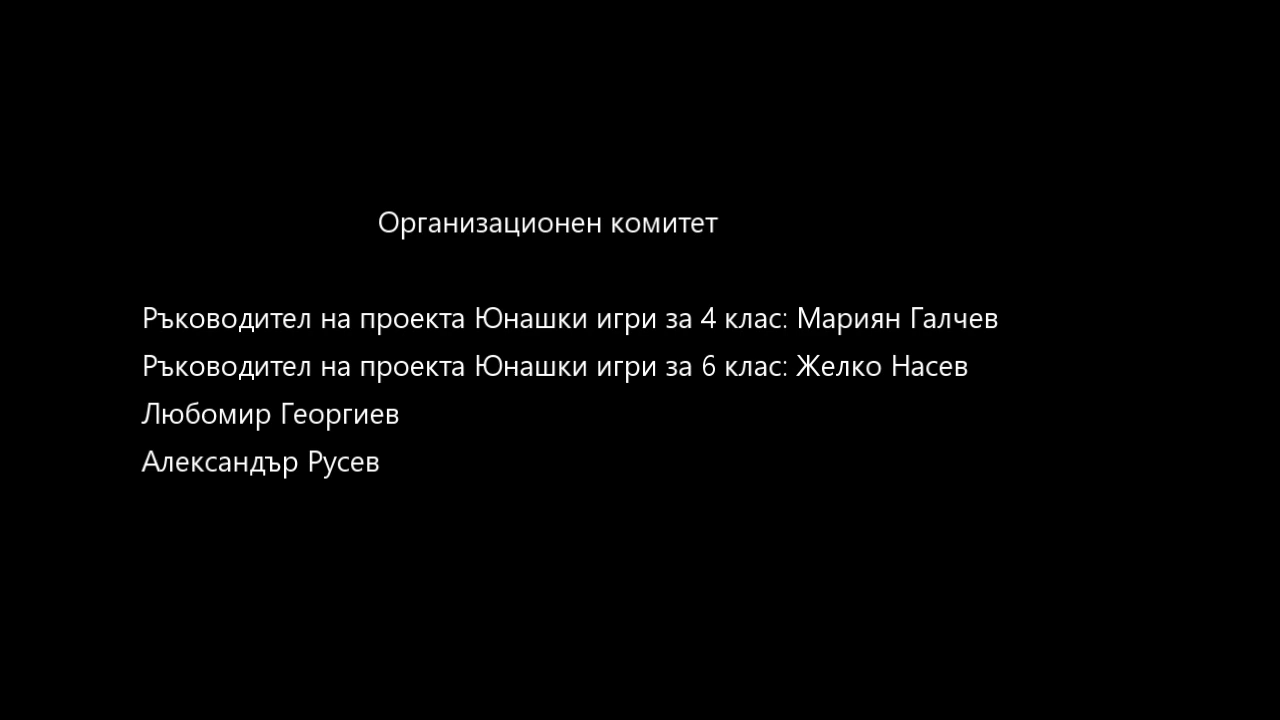 Организационен комитет
Ръководител на проекта Юнашки игри за 4 клас: Мариян Галчев
Ръководител на проекта Юнашки игри за 6 клас: Желко Насев
Любомир Георгиев
Александър Русев